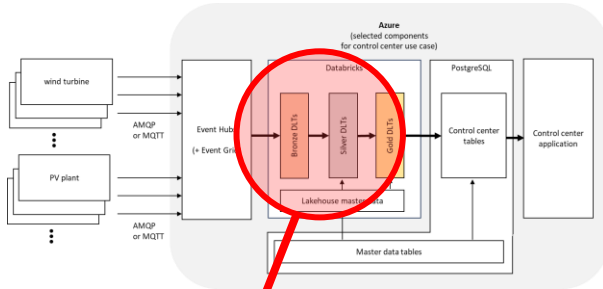 Azure
(selected components
for control center use case)
wind turbine
AMQP
or MQTT
PV plant
AMQP
or MQTT
Event Hub
(+ Event Grid
Databricks
Bronze DLTs
Silver DLTs
Gold DLTs
Lakehouse master data
PostgreSQL
Control center
tables
Control center
application
Master data tables